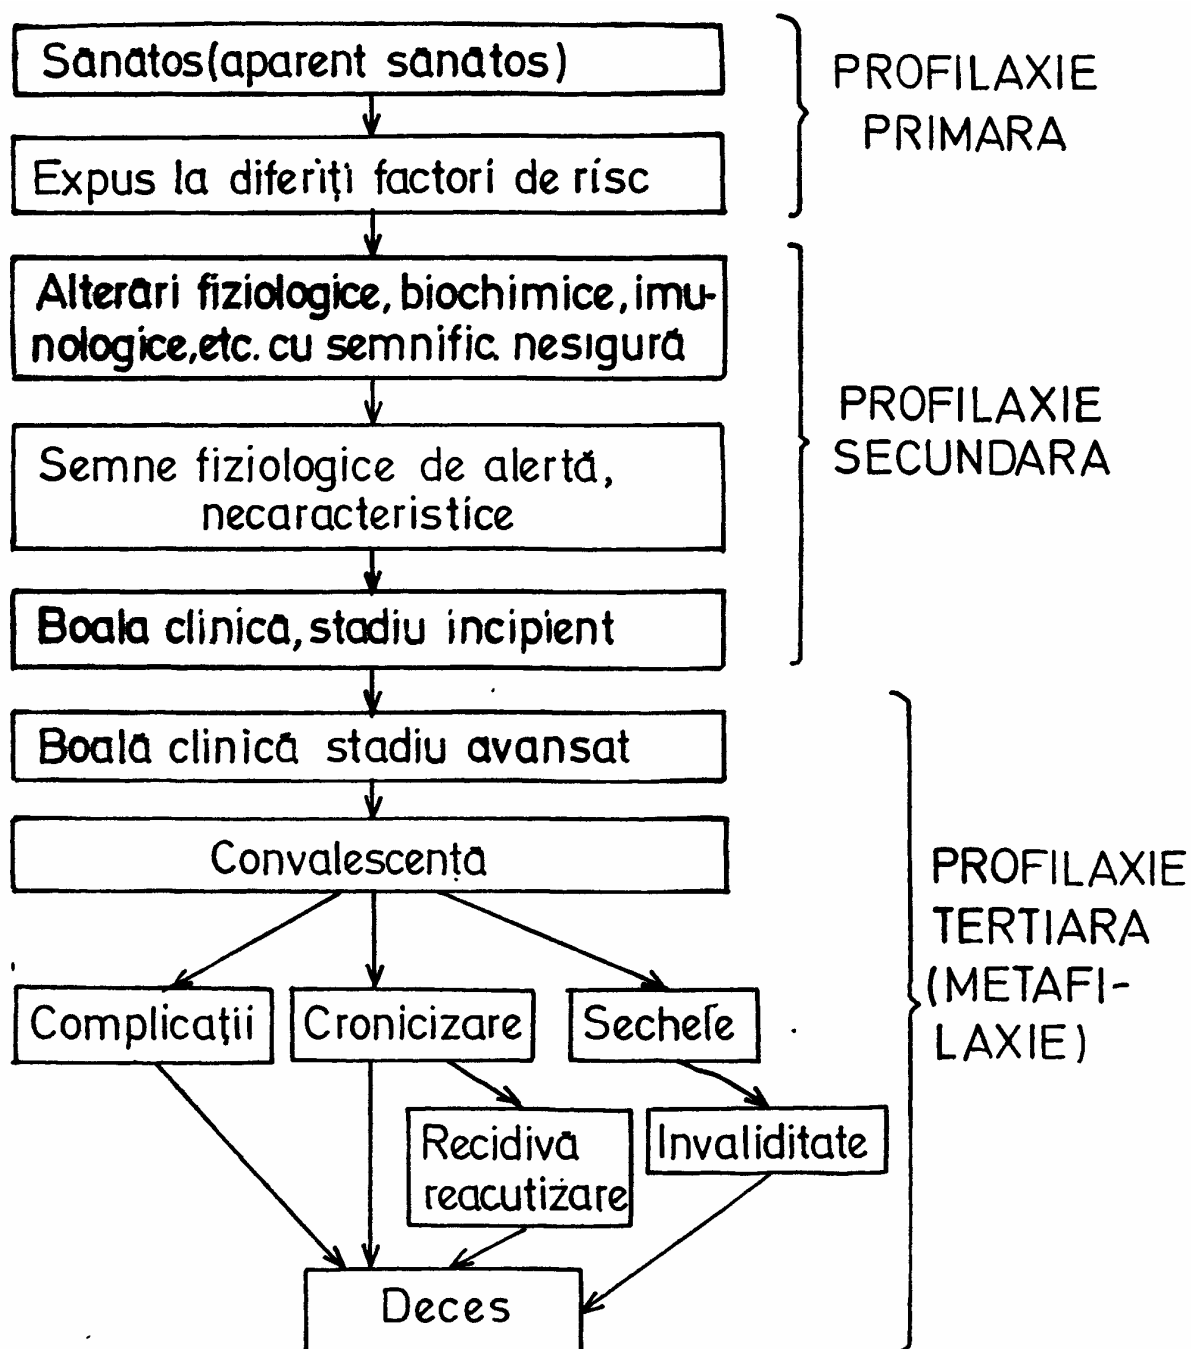 Sănătos(aparent sănătos)
PROFILAXIE
PRIMARA
Expus la diferiți factori de risc
Alterări fiziologice, biochimice, imu-
nologice, etc. cu semnific. nesigură
PROFILAXIE
SECUNDARA
Semne fiziologice de alertă,
necaracteristice
Boala clinică, stadiu incipient
Boală clinică stadiu avansat
Convalescență
PROFILAXIE
TERTIARA
(METAFI-
LAXIE)
Complicații
Cronicizare
Sechele
Recidivă
reacutizare
Invaliditate
Deces